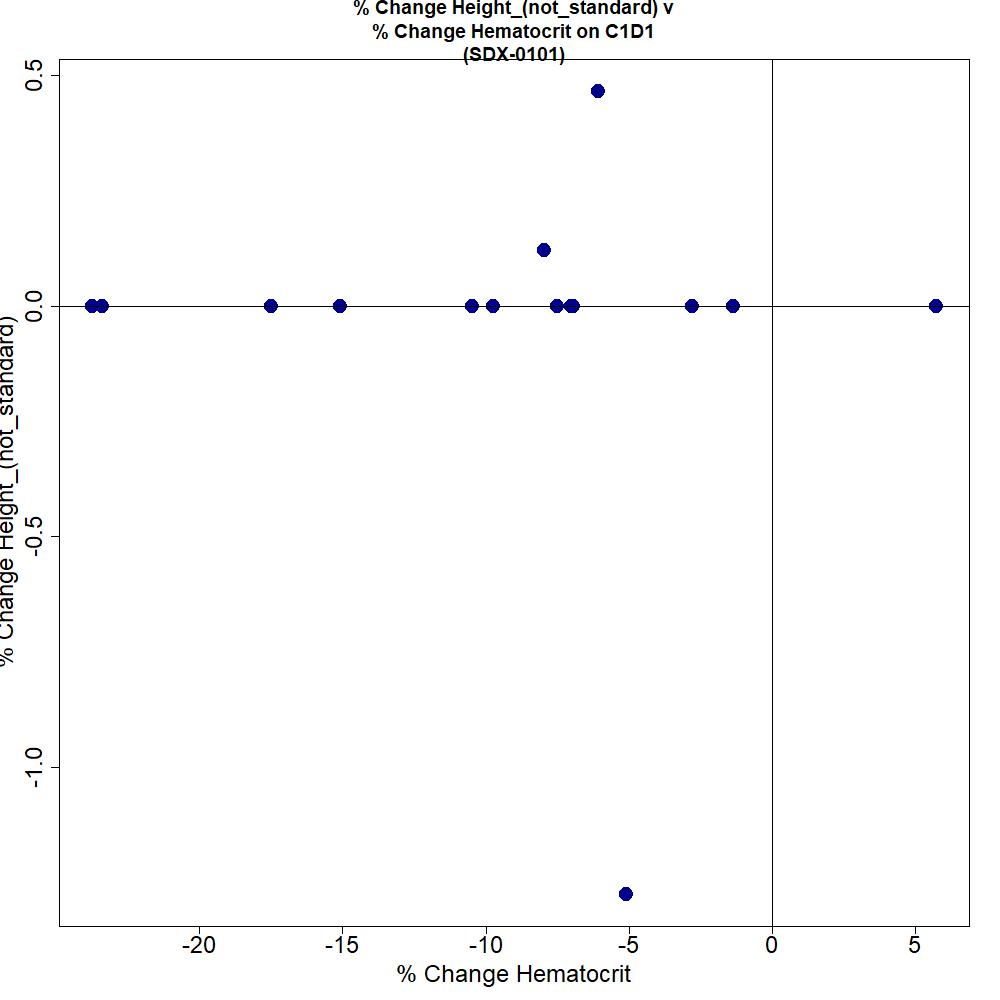 % Change Height_(not_standard) v
% Change Hematocrit on C1D1
(SDX-0101)
0.5
0.0
-0.5
-1.0
% Change Height_(not_standard)
-20
-15
-10
-5
0
5
% Change Hematocrit